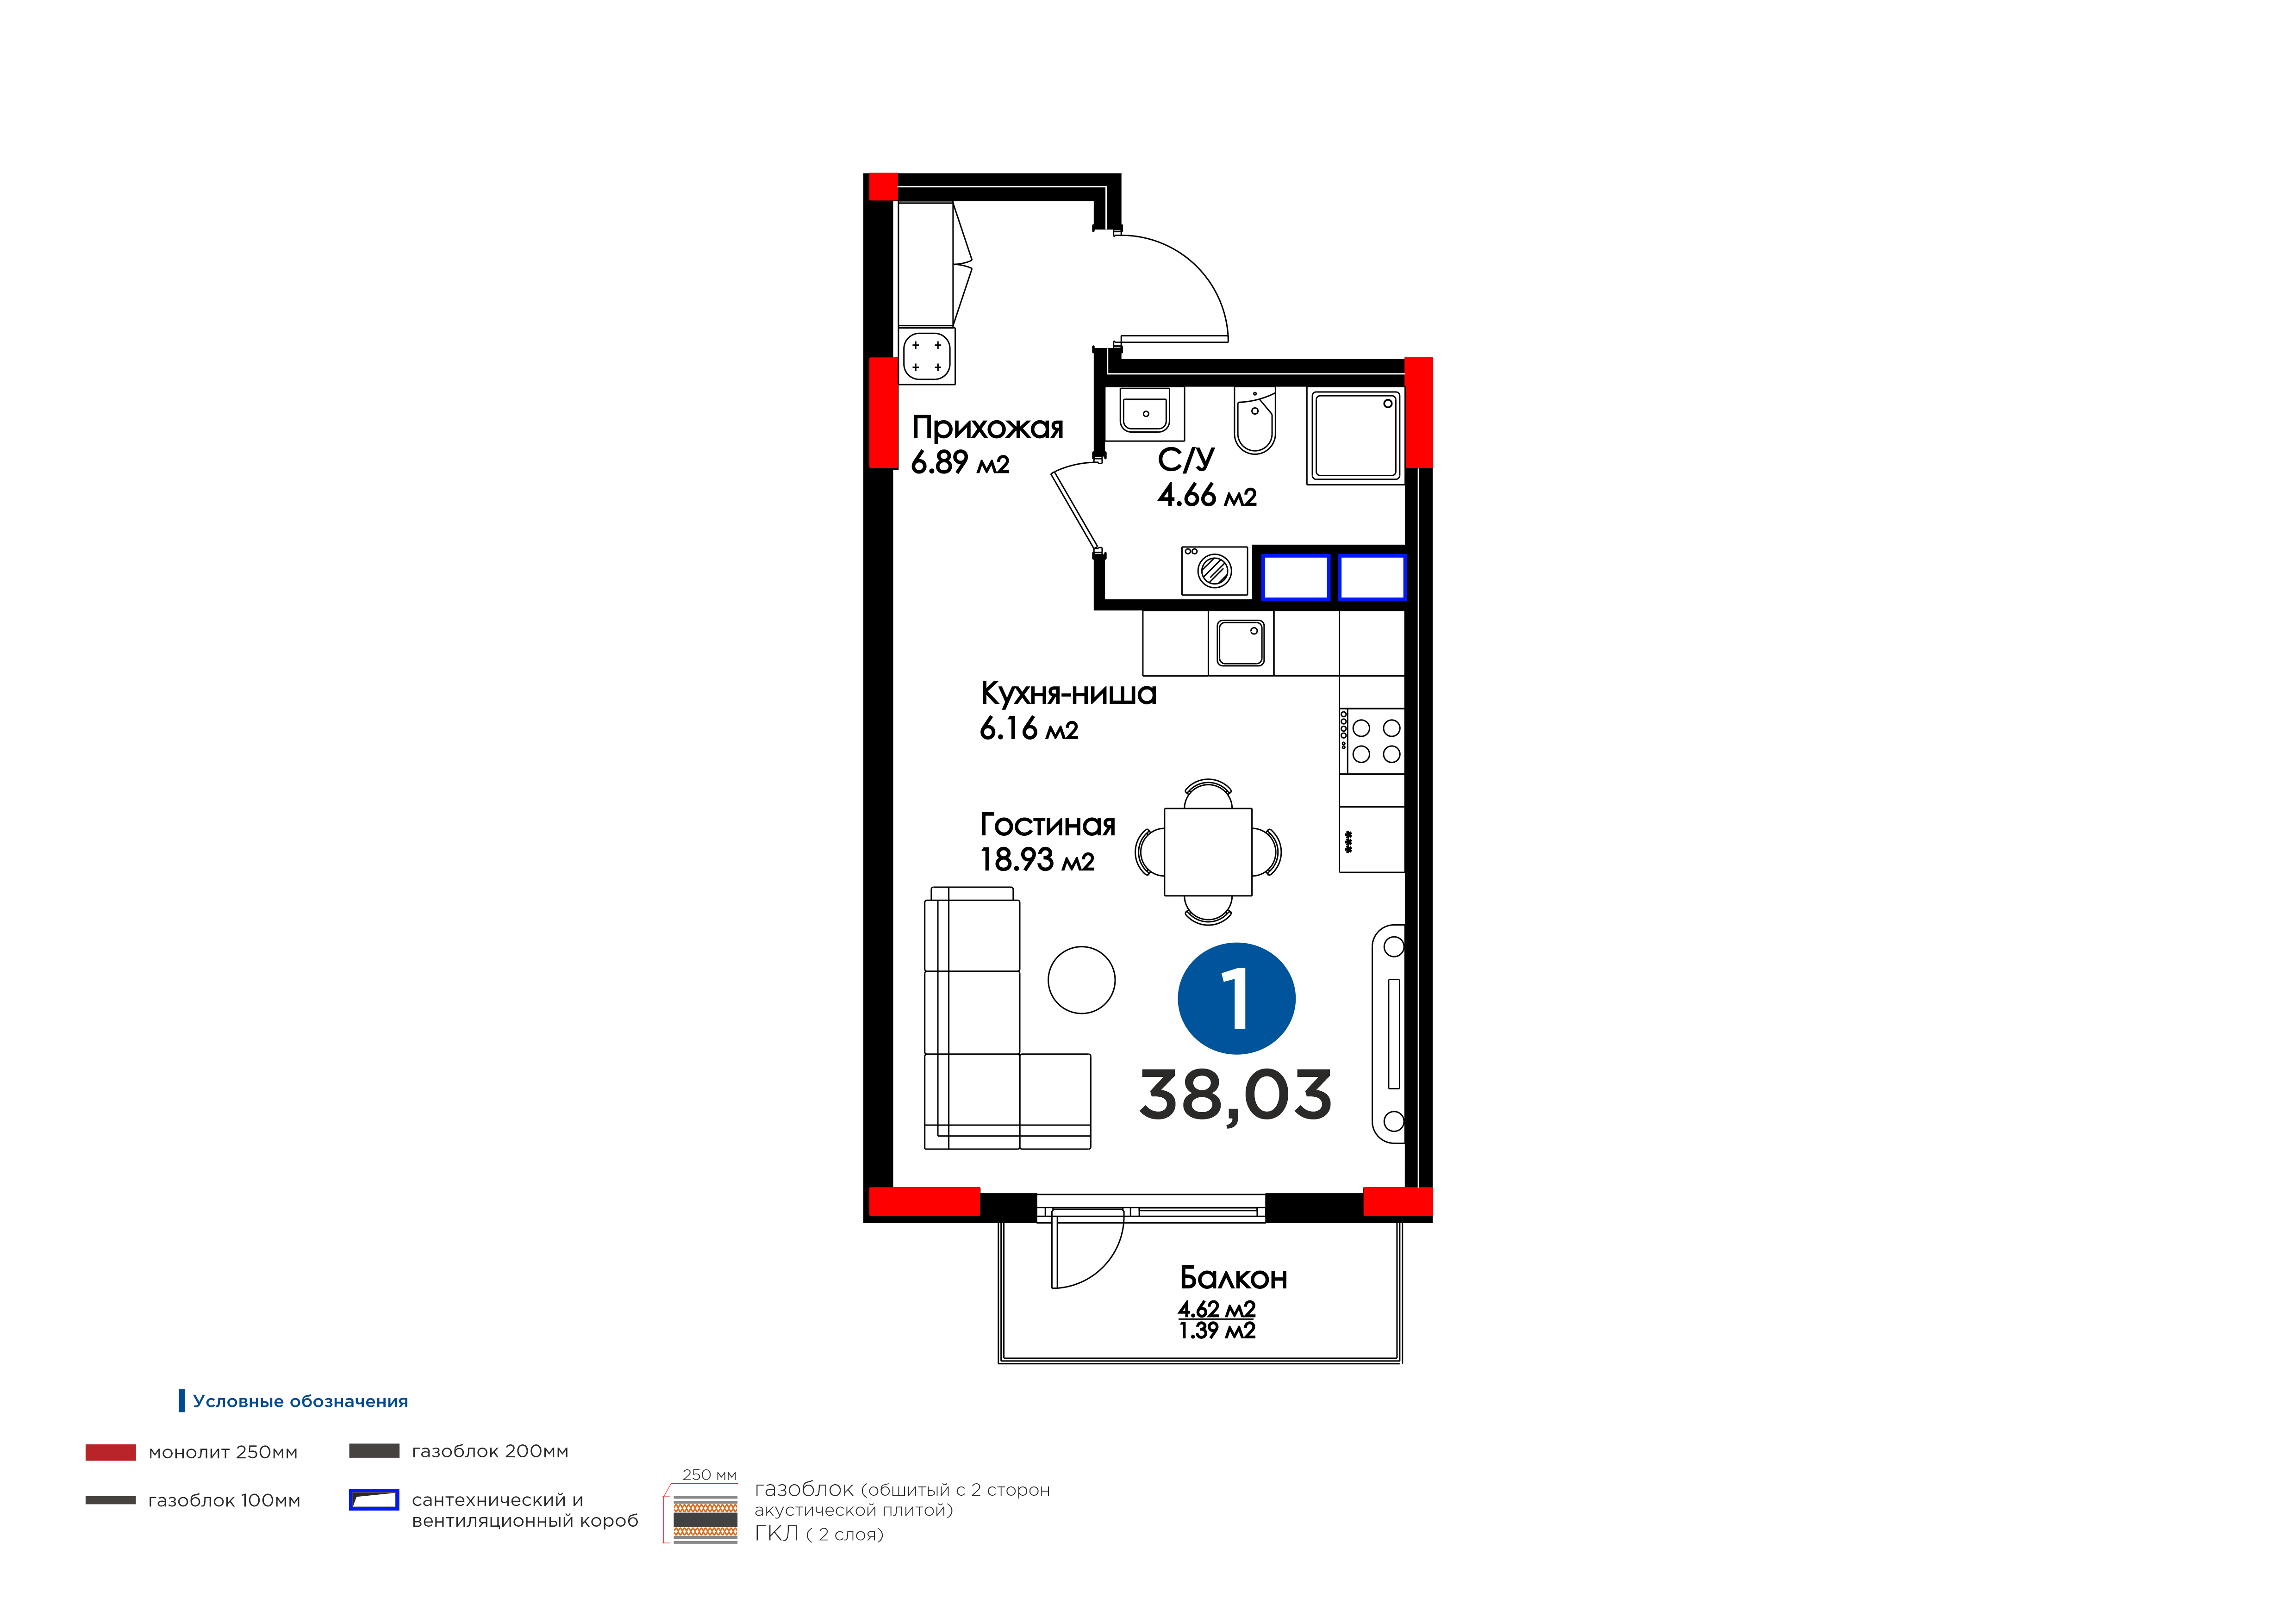 Прихожая
6.89 м2
С/У
4.66 м2
Кухня-ниша
6.16 м2
Гостиная
18.93 м2
1
38,03
Балкон
4.62 м2
1.39 м2
Условные обозначения
монолит 250мм
газоблок 200мм
газоблок 100мм
сантехнический и
вентиляционный короб
250 мм
газоблок (обшитый с 2 сторон
акустической плитой)
ГКЛ ( 2 слоя)